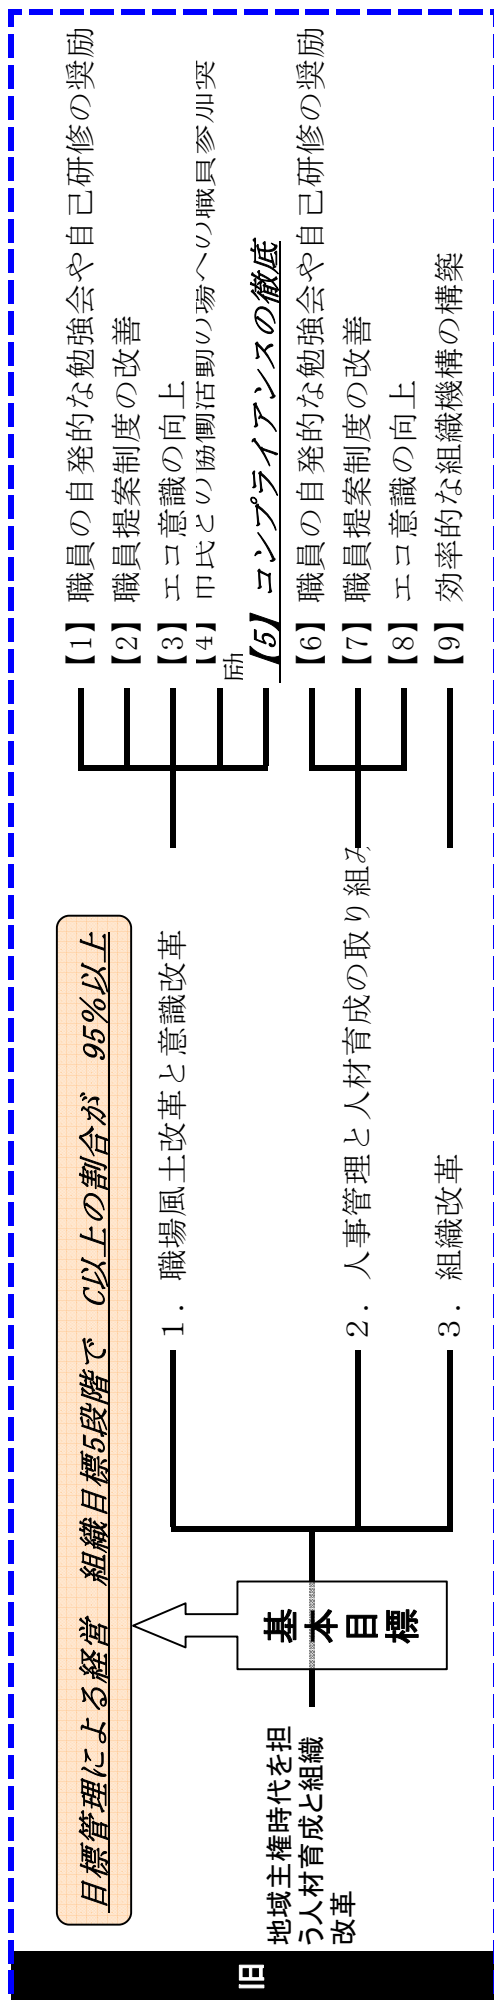 旧
目標管理による経営　組織目標5段階で　C以上の割合が　95%以上
地域主権時代を担
う人材育成と組織
改革
基本目標
1．職場風土改革と意識改革
【1】職員の自発的な勉強会や自己研修の奨励
【2】職員提案制度の改善
【3】エコ意識の向上
【4】市民との協働活動の場への職員参加奨
励
【5】コンプライアンスの徹底
2．人事管理と人材育成の取り組み
【6】職員の自発的な勉強会や自己研修の奨励
【7】職員提案制度の改善
【8】エコ意識の向上
3．組織改革
【9】効率的な組織機構の構築